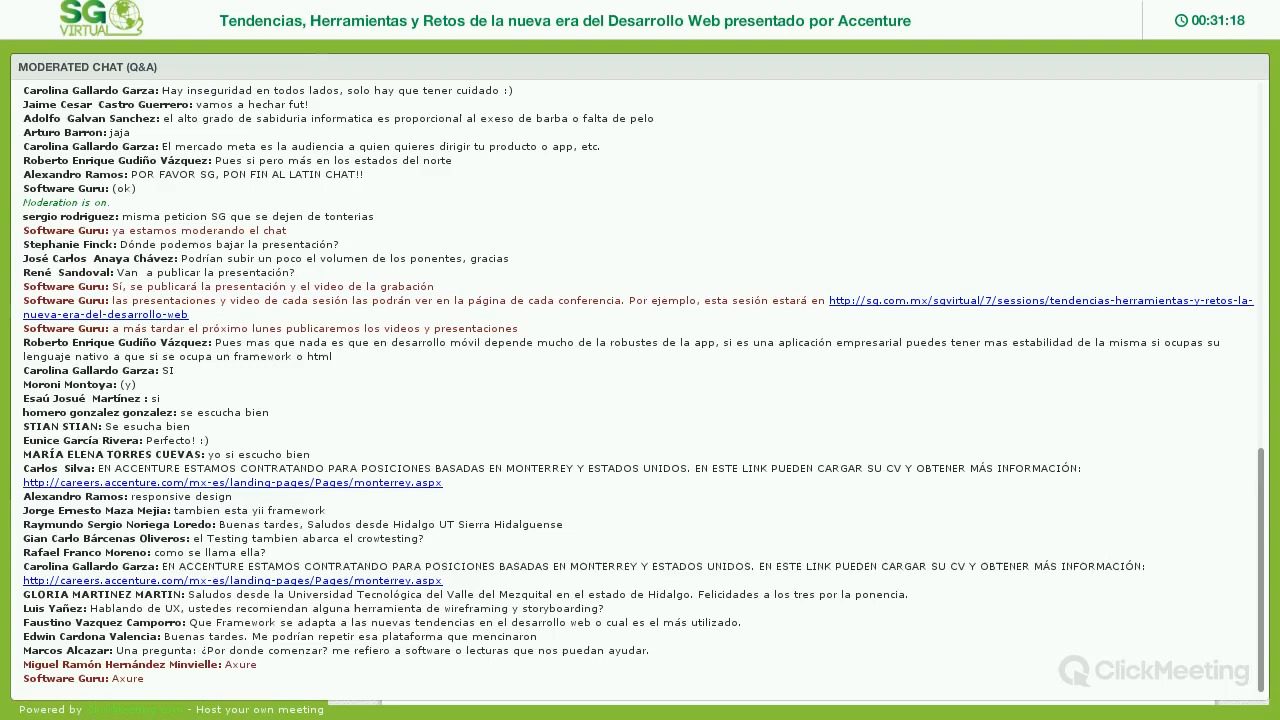 SG
VIRTUAL
Tendencias, Herramientas y Retos de la nueva era del Desarrollo Web presentado por Accenture
00:31:18
MODERATED CHAT (Q&A)
Carolina Gallardo Garza: Hay inseguridad en todos lados, solo hay que tener cuidado :)
Jaime Cesar Castro Guerrero: vamos a hechar fut!
Adolfo Galvan Sanchez: el alto grado de sabiduria informatica es proporcional al exeso de barba o falta de pelo
Arturo Barron: jaja
Carolina Gallardo Garza: El mercado meta es la audiencia a quien quieres dirigir tu producto o app, etc.
Roberto Enrique Gudiño Vázquez: Pues si pero más en los estados del norte
Alexandro Ramos: POR FAVOR SG, PON FIN AL LATIN CHAT!!
Software Guru: (ok)
Moderation is on.
sergio rodriguez: misma peticion SG que se dejen de tonterias
Software Guru: ya estamos moderando el chat
Stephanie Finck: Dónde podemos bajar la presentación?
José Carlos Anaya Chávez: Podrían subir un poco el volumen de los ponentes, gracias
René Sandoval: Van a publicar la presentación?
Software Guru: Sí, se publicará la presentación y el video de la grabación
Software Guru: las presentaciones y video de cada sesión las podrán ver en la página de cada conferencia. Por ejemplo, esta sesión estará en http://sg.com.mx/sgvirtual/7/sessions/tendencias-herramientas-y-retos-la-
nueva-era-del-desarrollo-web
Software Guru: a más tardar el próximo lunes publicaremos los videos y presentaciones
Roberto Enrique Gudiño Vázquez: Pues mas que nada es que en desarrollo móvil depende mucho de la robustes de la app, si es una aplicación empresarial puedes tener mas estabilidad de la misma si ocupas su
lenguaje nativo a que si se ocupa un framework o html
Carolina Gallardo Garza: SI
Moroni Montoya: (y)
Esaú Josué Martínez : si
homero gonzalez gonzalez: se escucha bien
STIAN STIAN: Se esucha bien
Eunice García Rivera: Perfecto! :)
MARÍA ELENA TORRES CUEVAS: yo si escucho bien
Carlos Silva: EN ACCENTURE ESTAMOS CONTRATANDO PARA POSICIONES BASADAS EN MONTERREY Y ESTADOS UNIDOS. EN ESTE LINK PUEDEN CARGAR SU CV Y OBTENER MÁS INFORMACIÓN:
http://careers.accenture.com/mx-es/landing-pages/Pages/monterrey.aspx
Alexandro Ramos: responsive design
Jorge Ernesto Maza Mejia: tambien esta yii framework
Raymundo Sergio Noriega Loredo: Buenas tardes, Saludos desde Hidalgo UT Sierra Hidalguense
Gian Carlo Bárcenas Oliveros: el Testing tambien abarca el crowtesting?
Rafael Franco Moreno: como se llama ella?
Carolina Gallardo Garza: EN ACCENTURE ESTAMOS CONTRATANDO PARA POSICIONES BASADAS EN MONTERREY Y ESTADOS UNIDOS. EN ESTE LINK PUEDEN CARGAR SU CV Y OBTENER MÁS INFORMACIÓN:
http://careers.accenture.com/mx-es/landing-pages/Pages/monterrey.aspx
GLORIA MARTINEZ MARTIN: Saludos desde la Universidad Tecnológica del Valle del Mezquital en el estado de Hidalgo. Felicidades a los tres por la ponencia.
Luis Yañez: Hablando de UX, ustedes recomiendan alguna herramienta de wireframing y storyboarding?
Faustino Vazquez Camporro: Que Framework se adapta a las nuevas tendencias en el desarrollo web o cual es el más utilizado.
Edwin Cardona Valencia: Buenas tardes. Me podrían repetir esa plataforma que mencinaron
Marcos Alcazar: Una pregunta: ¿Por donde comenzar? me refiero a software o lecturas que nos puedan ayudar.
Miguel Ramón Hernández Minvielle: Axure
Software Guru: Axure
ClickMeeting
Powered by ClickMeeting.com - Host your own meeting